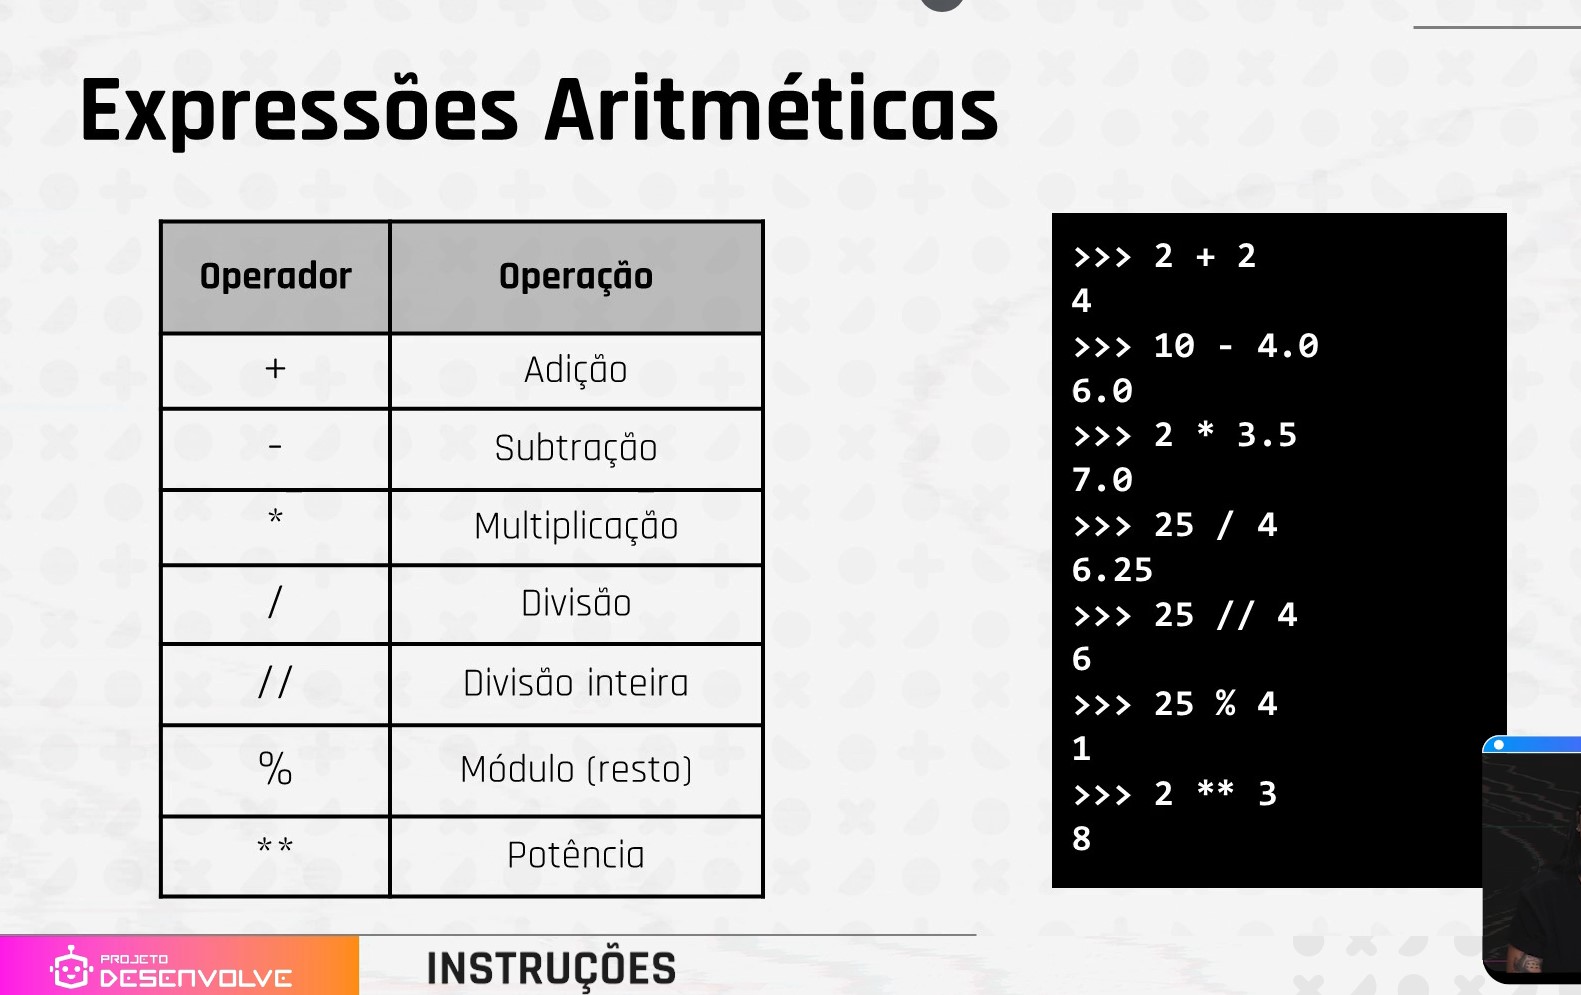 Expressões Aritméticas
Operador Operação
+ Adição
- Subtração
* Multiplicação
/ Divisão
// Divisão inteira
% Módulo (resto)
** Potência
>>> 2 + 2
4
>>> 10 - 4.0
6.0
>>> 2 * 3.5
7.0
>>> 25 / 4
6.25
>>> 25 // 4
6
>>> 25 % 4
1
>>> 2 ** 3
8
PROJETO
DESENVOLVE
INSTRUÇÕES